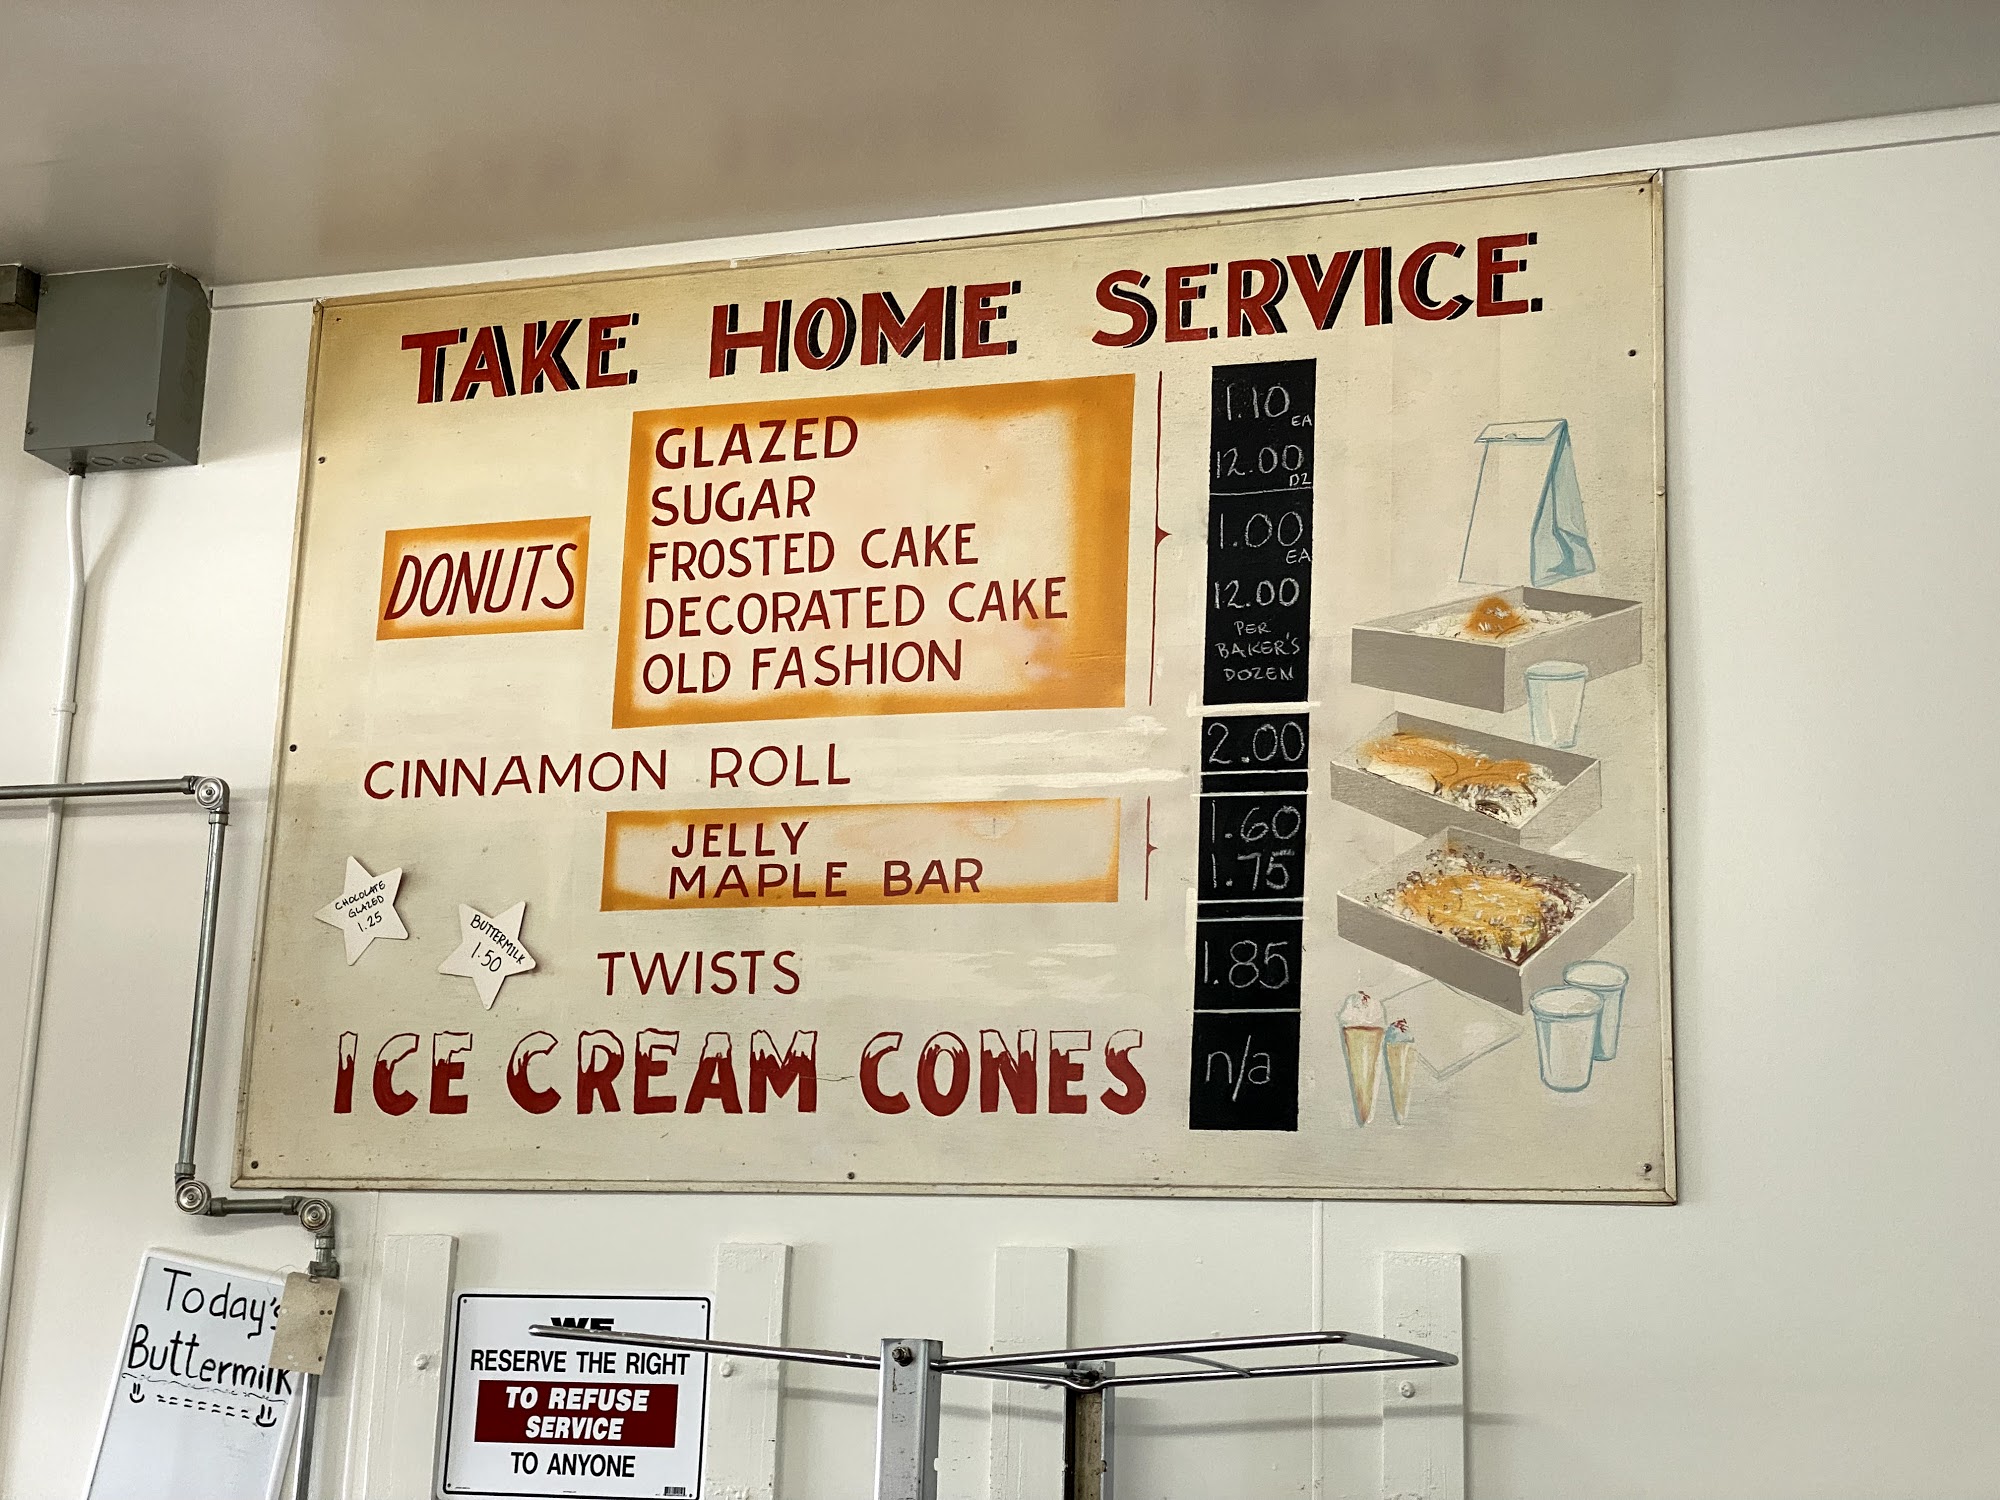 TAKE HOME SERVICE
DONUTS
GLAZED
SUGAR
FROSTED CAKE
DECORATED CAKE
OLD FASHION
1.10 EA
12.00 DZ
1.00 EA
12.00
PER
BAKER'S
DOZEN
CINNAMON ROLL 2.00
JELLY 1.60
MAPLE BAR 1.75
CHOCOLATE
GLAZED
1.25
BUTTERMILK
1.50
TWISTS 1.85
ICE CREAM CONES n/a
Today's
Buttermilk
WE
RESERVE THE RIGHT
TO REFUSE
SERVICE
TO ANYONE